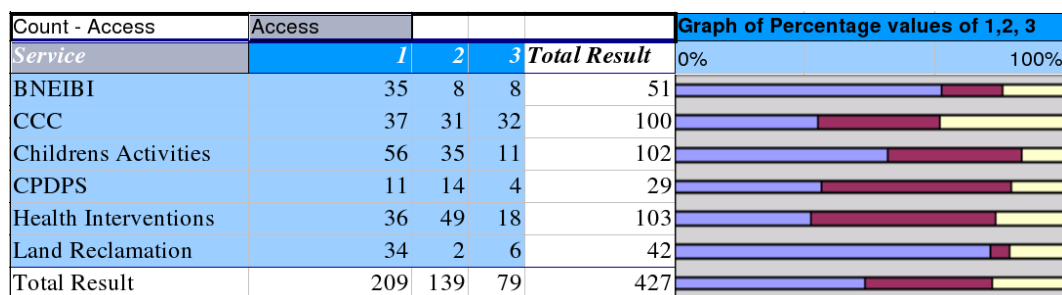 Count - Access Access Graph of Percentage values of 1,2, 3
Service 1 2 3 Total Result 0% 100%
BNEIBI 35 8 8 51
CCC 37 31 32 100
Childrens Activities 56 35 11 102
CPDPS 11 14 4 29
Health Interventions 36 49 18 103
Land Reclamation 34 2 6 42
Total Result 209 139 79 427